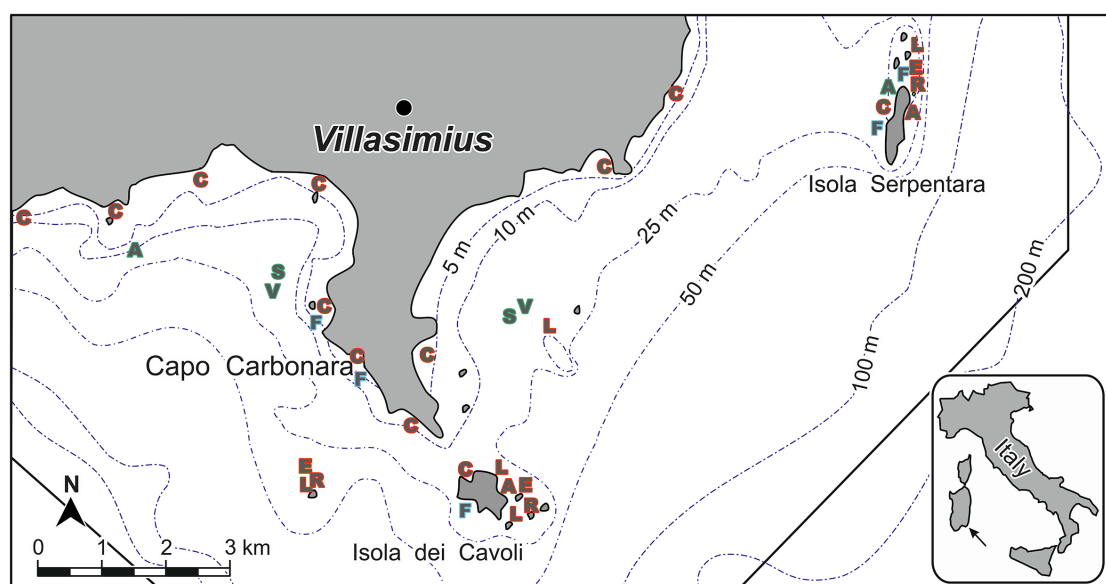 L
F
E
R
A
C
A
F
C
Villasimius
C
C
C
C
C
Isola Serpentara
5 m
10 m
25 m
50 m
100 m
200 m
A
S
V
C
F
V
S
L
Capo Carbonara
C
F
C
C
E
L
R
C
L
A
E
R
L
F
Isola dei Cavoli
N
0 1 2 3 km
Italy